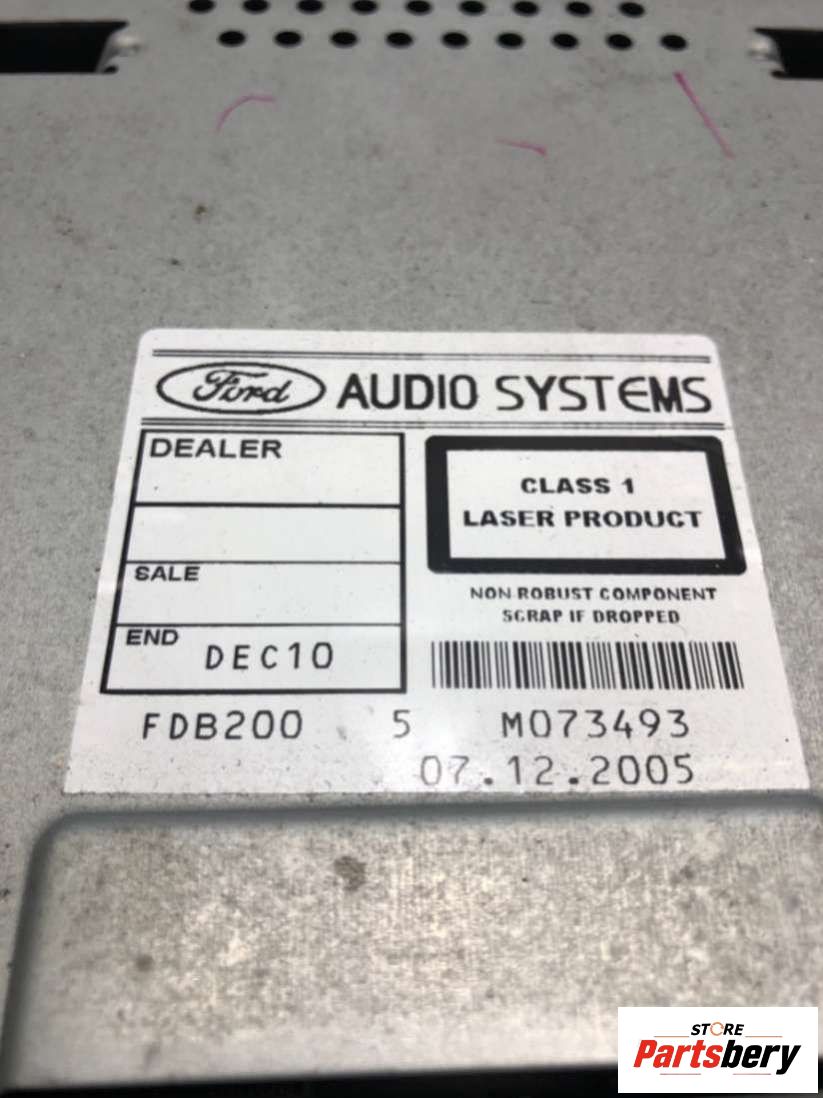 Ford AUDIO SYSTEMS
DEALER
CLASS 1
LASER PRODUCT
SALE
NON ROBUST COMPONENT
SCRAP IF DROPPED
END DEC10
FDB200 5 M073493
07.12.2005
STORE
Partsbery